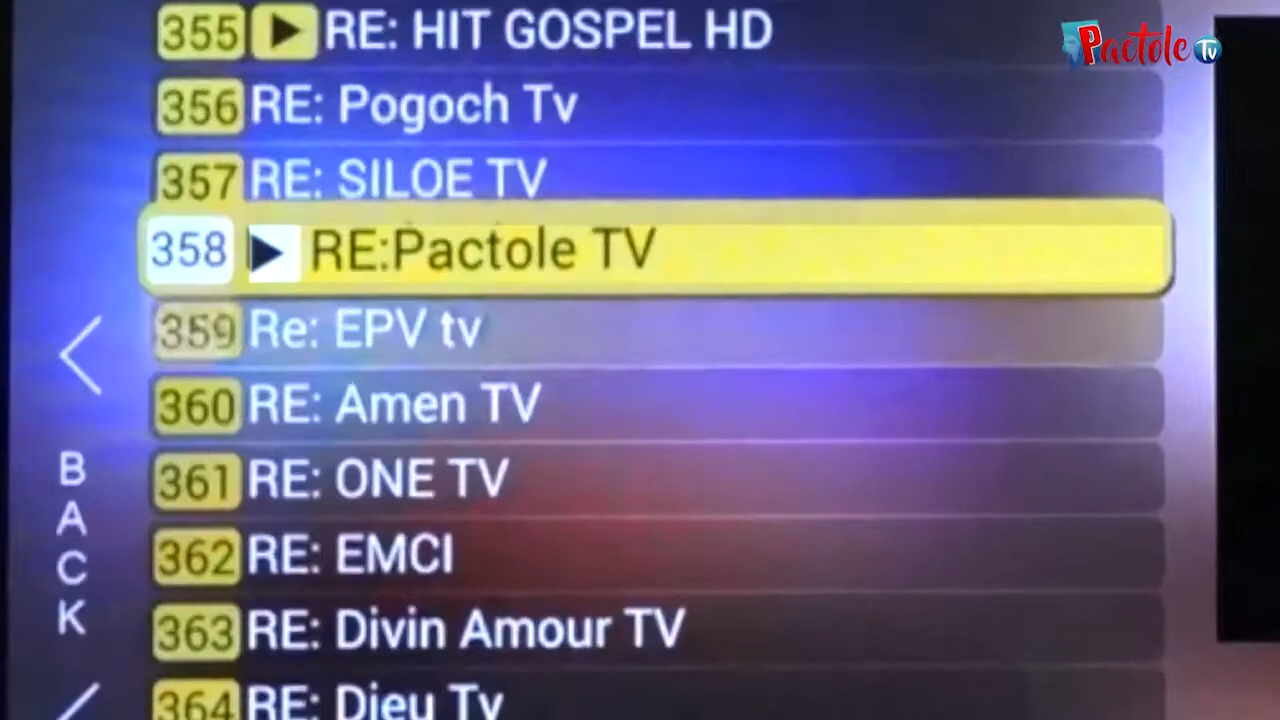 355 RE: HIT GOSPEL HD
Pactole Tv
356 RE: Pogoch Tv
357 RE: SILOE TV
358 RE:Pactole TV
359 Re: EPV tv
360 RE: Amen TV
361 RE: ONE TV
362 RE: EMCI
363 RE: Divin Amour TV
364 RE: Dieu Tv
BACK